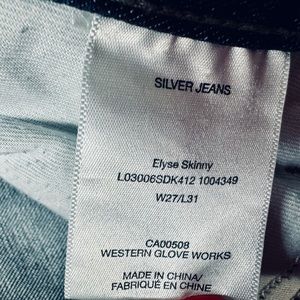 SILVER JEANS
Elyse Skinny
L03006SDK412 1004349
W27/L31
CA00508
WESTERN GLOVE WORKS
MADE IN CHINA/
FABRIQUÉ EN CHINE